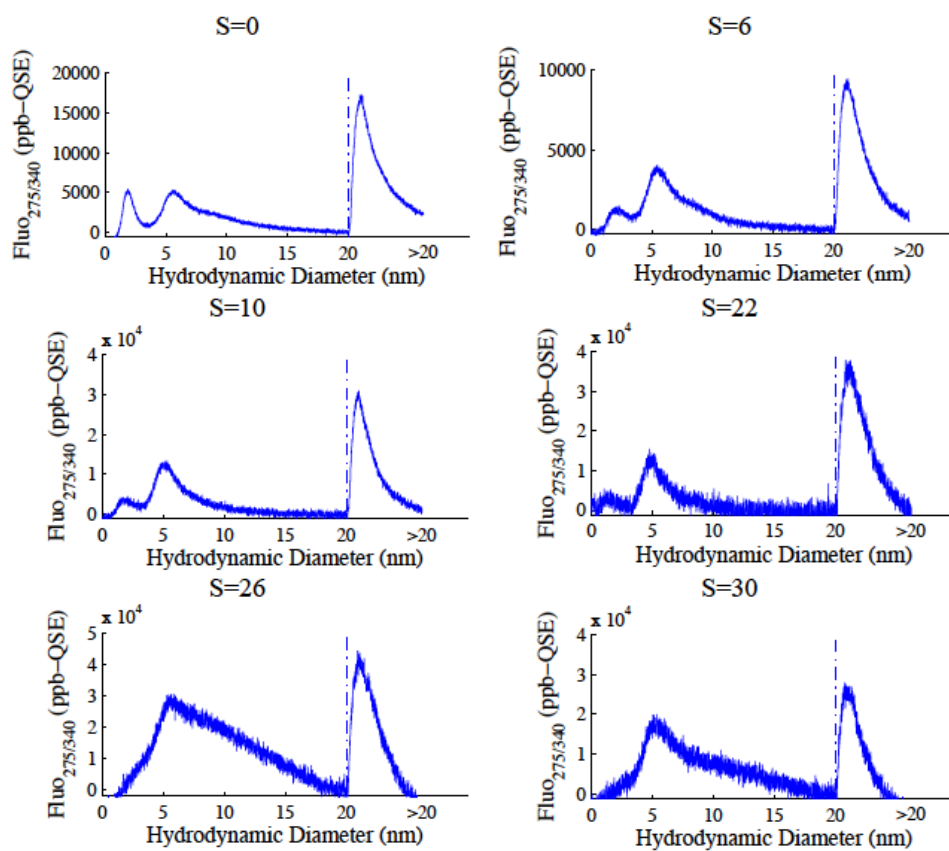 S=0
Fluo275/340 (ppb−QSE)
20000
15000
10000
5000
0
0 5 10 15 20 >20
Hydrodynamic Diameter (nm)
S=6
Fluo275/340 (ppb−QSE)
10000
5000
0
0 5 10 15 20 >20
Hydrodynamic Diameter (nm)
S=10
x 10^4
Fluo275/340 (ppb−QSE)
4
3
2
1
0
0 5 10 15 20 >20
Hydrodynamic Diameter (nm)
S=22
x 10^4
Fluo275/340 (ppb−QSE)
4
3
2
1
0
0 5 10 15 20 >20
Hydrodynamic Diameter (nm)
S=26
x 10^4
Fluo275/340 (ppb−QSE)
5
4
3
2
1
0
0 5 10 15 20 >20
Hydrodynamic Diameter (nm)
S=30
x 10^4
Fluo275/340 (ppb−QSE)
4
3
2
1
0
0 5 10 15 20 >20
Hydrodynamic Diameter (nm)